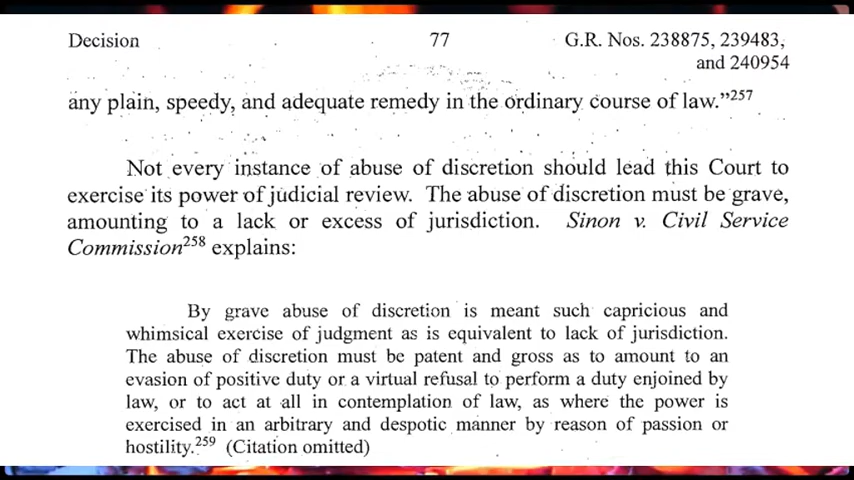 Decision 77 G.R. Nos. 238875, 239483,
and 240954
any plain, speedy, and adequate remedy in the ordinary course of law.”257
Not every instance of abuse of discretion should lead this Court to
exercise its power of judicial review. The abuse of discretion must be grave,
amounting to a lack or excess of jurisdiction. Sinon v. Civil Service
Commission258 explains:
By grave abuse of discretion is meant such capricious and
whimsical exercise of judgment as is equivalent to lack of jurisdiction.
The abuse of discretion must be patent and gross as to amount to an
evasion of positive duty or a virtual refusal to perform a duty enjoined by
law, or to act at all in contemplation of law, as where the power is
exercised in an arbitrary and despotic manner by reason of passion or
hostility.259 (Citation omitted)